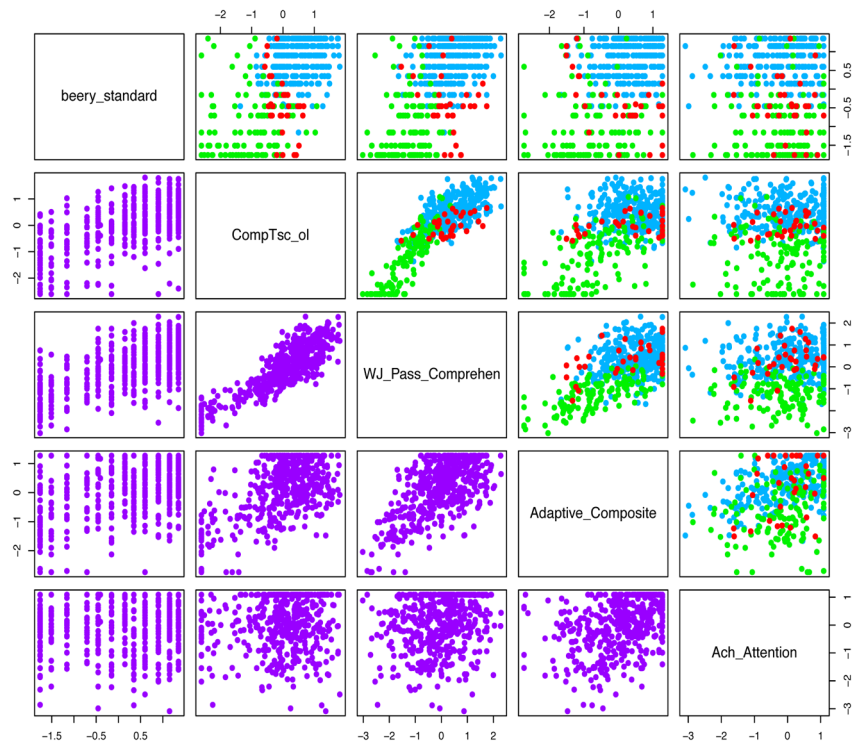 −2 −1 0 1 −2 −1 0 1
beery_standard
−1.5 −0.5 0.5
−2 −1 0 1
CompTsc_ol
WJ_Pass_Comprehen
−3 −1 0 1 2
−2 −1 0 1
Adaptive_Composite
Ach_Attention
−3 −2 −1 0 1
−1.5 −0.5 0.5 −3 −2 −1 0 1 2 −3 −2 −1 0 1